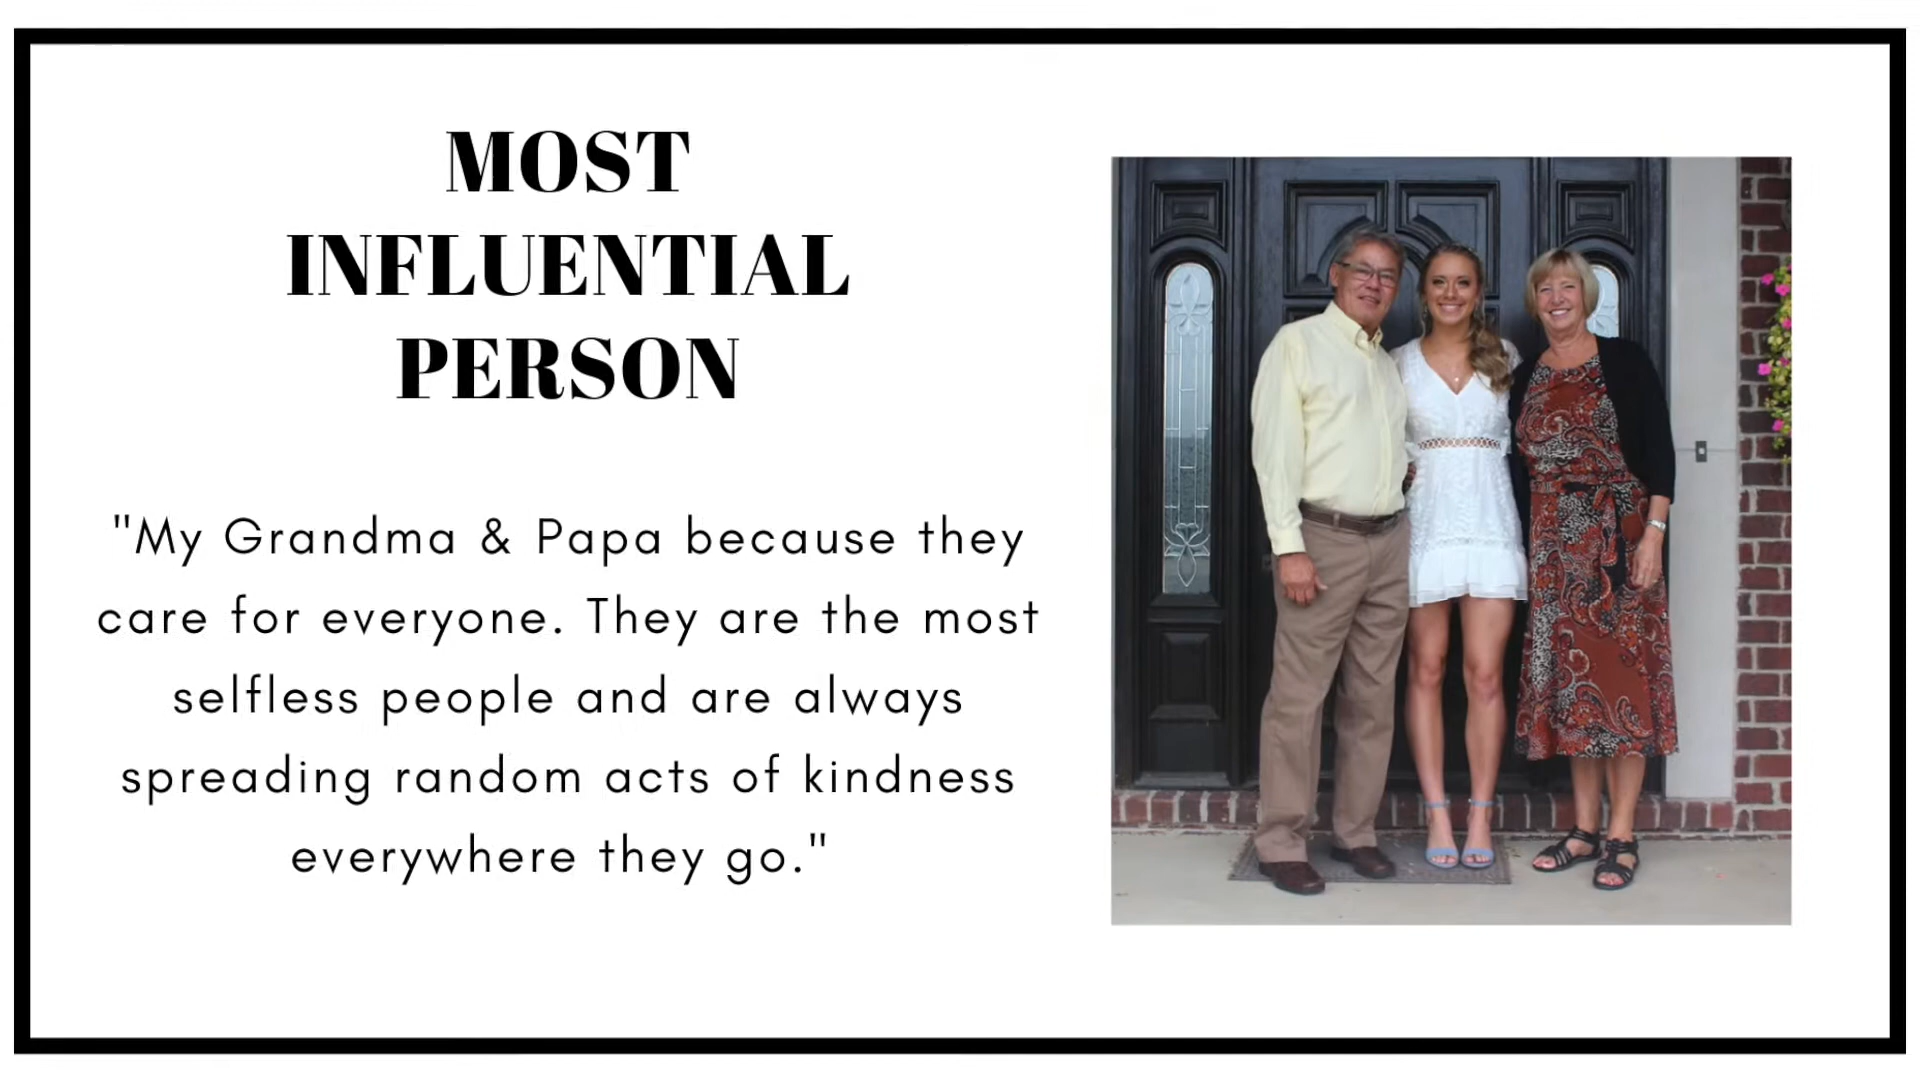 MOST
INFLUENTIAL
PERSON
"My Grandma & Papa because they
care for everyone. They are the most
selfless people and are always
spreading random acts of kindness
everywhere they go."